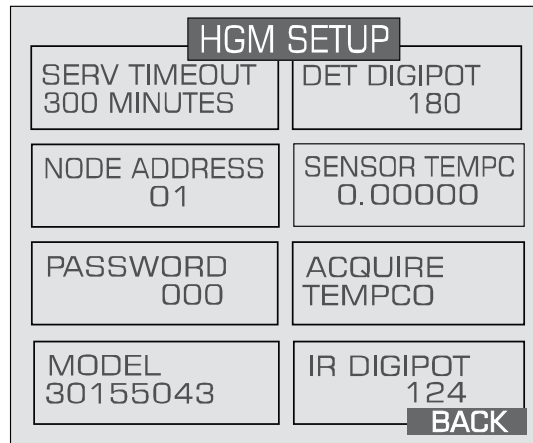 HGM SETUP
SERV TIMEOUT
300 MINUTES
DET DIGIPOT
180
NODE ADDRESS
01
SENSOR TEMPC
0.00000
PASSWORD
000
ACQUIRE
TEMPCO
MODEL
30155043
IR DIGIPOT
124
BACK